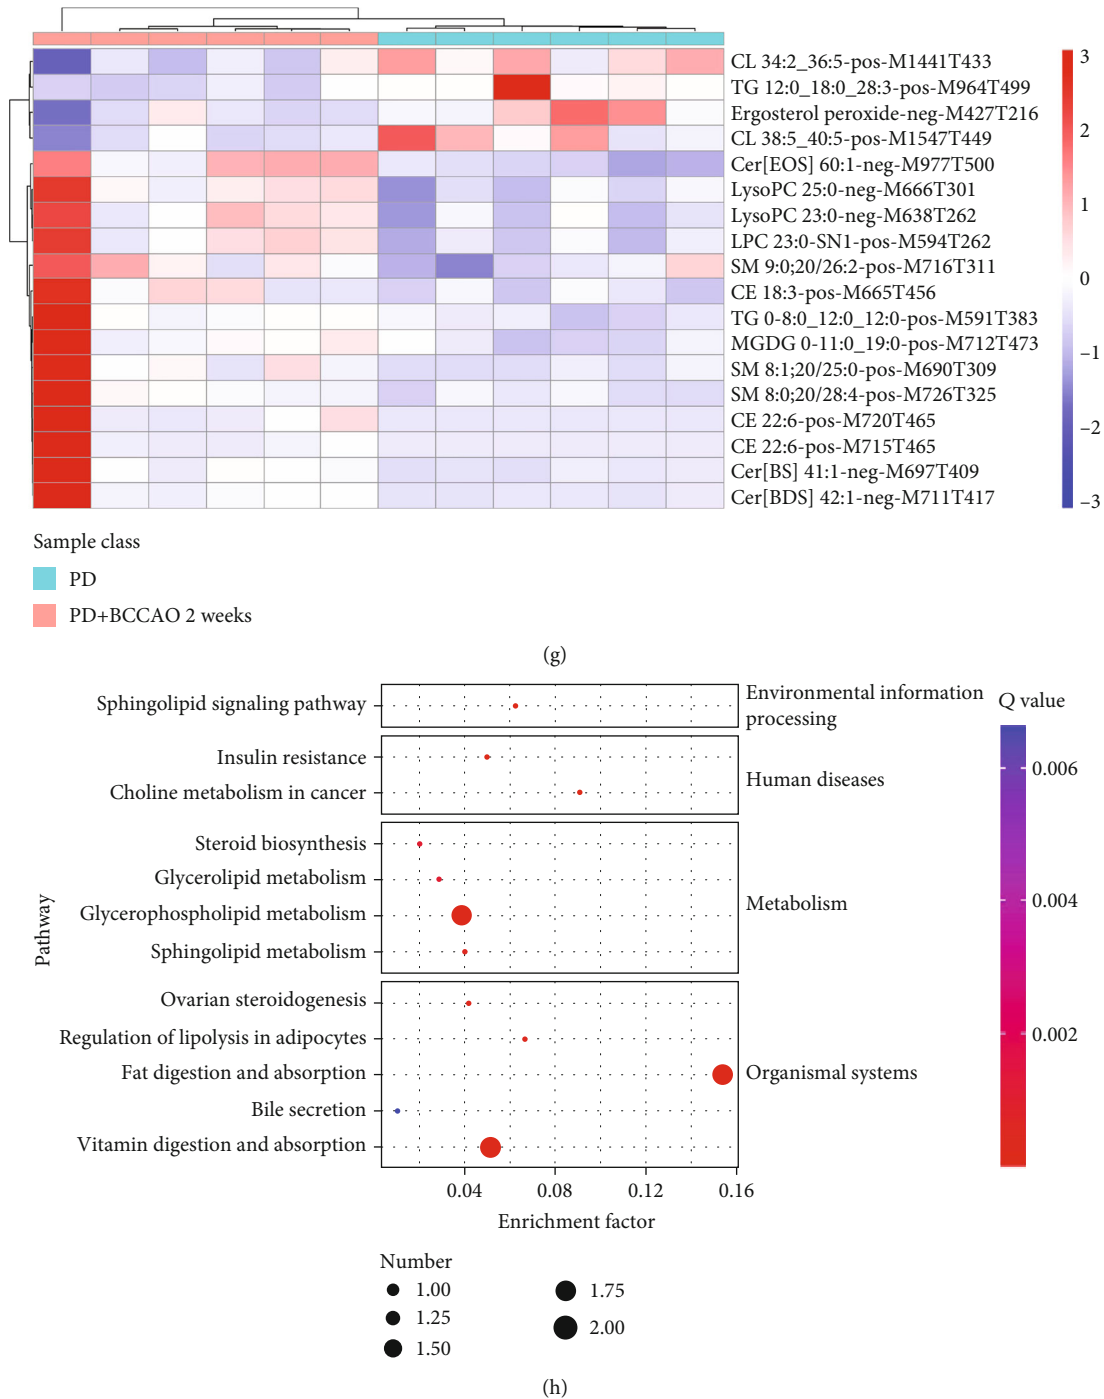 CL 34:2_36:5-pos-M1441T433
TG 12:0_18:0_28:3-pos-M964T499
Ergosterol peroxide-neg-M427T216
CL 38:5_40:5-pos-M1547T449
Cer[EOS] 60:1-neg-M977T500
LysoPC 25:0-neg-M666T301
LysoPC 23:0-neg-M638T262
LPC 23:0-SN1-pos-M594T262
SM 9:0;20/26:2-pos-M716T311
CE 18:3-pos-M665T456
TG 0-8:0_12:0_12:0-pos-M591T383
MGDG 0-11:0_19:0-pos-M712T473
SM 8:1;20/25:0-pos-M690T309
SM 8:0;20/28:4-pos-M726T325
CE 22:6-pos-M720T465
CE 22:6-pos-M715T465
Cer[BS] 41:1-neg-M697T409
Cer[BDS] 42:1-neg-M711T417
3
2
1
0
–1
–2
–3
Sample class
PD
PD+BCCAO 2 weeks
(g)
Sphingolipid signaling pathway
Insulin resistance
Choline metabolism in cancer
Steroid biosynthesis
Glycerolipid metabolism
Glycerophospholipid metabolism
Sphingolipid metabolism
Ovarian steroidogenesis
Regulation of lipolysis in adipocytes
Fat digestion and absorption
Bile secretion
Vitamin digestion and absorption
Pathway
Environmental information
processing
Human diseases
Metabolism
Organismal systems
Q value
0.006
0.004
0.002
0.04 0.08 0.12 0.16
Enrichment factor
Number
1.00
1.25
1.50
1.75
2.00
(h)